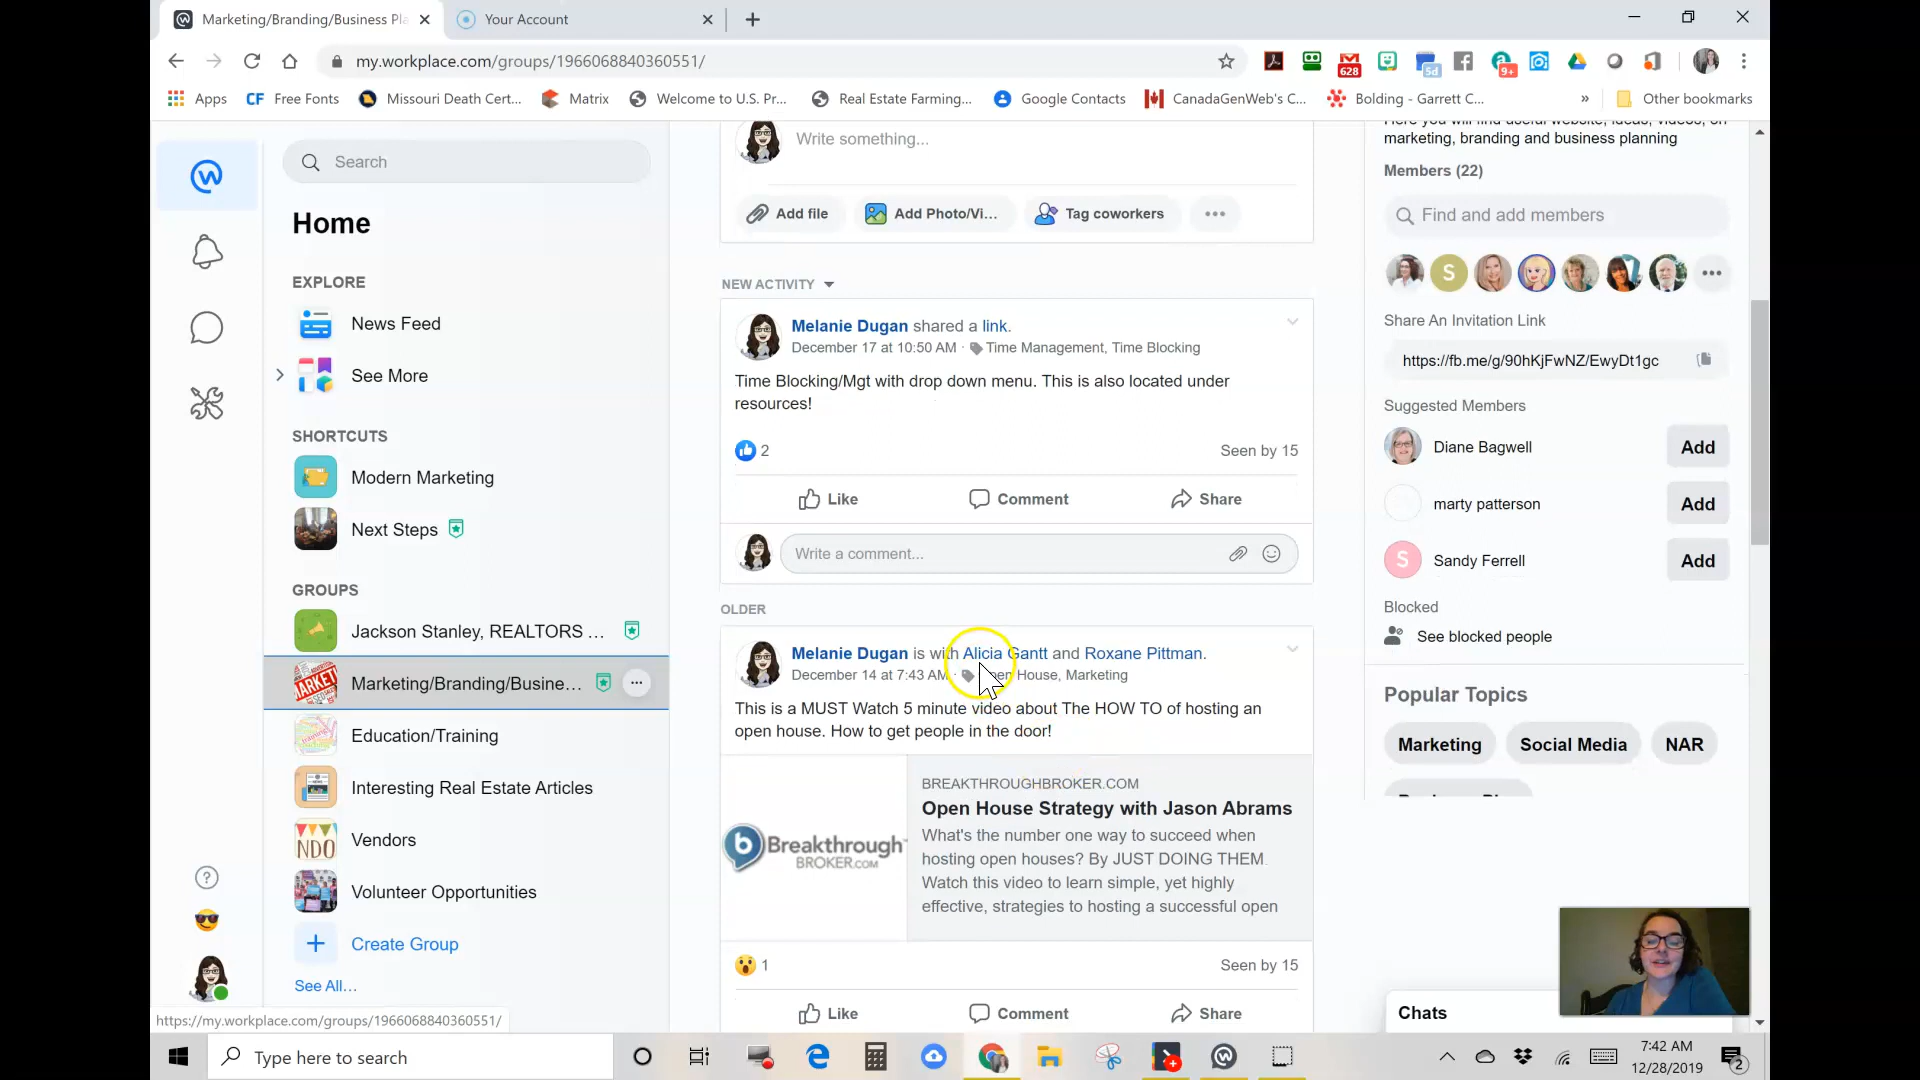 Marketing/Branding/Business Pla
Your Account
my.workplace.com/groups/1966068840360551/
628
5d
9+
Apps
CF Free Fonts
Missouri Death Cert...
Matrix
Welcome to U.S. Pr...
Real Estate Farming...
Google Contacts
CanadaGenWeb's C...
Bolding - Garrett C...
»
Other bookmarks
Search
Home
EXPLORE
News Feed
See More
SHORTCUTS
Modern Marketing
Next Steps
GROUPS
Jackson Stanley, REALTORS ...
Marketing/Branding/Busine...
Education/Training
Interesting Real Estate Articles
Vendors
Volunteer Opportunities
Create Group
See All...
https://my.workplace.com/groups/1966068840360551/
Write something...
Add file
Add Photo/Vi...
Tag coworkers
NEW ACTIVITY
Melanie Dugan shared a link.
December 17 at 10:50 AM · Time Management, Time Blocking
Time Blocking/Mgt with drop down menu. This is also located under
resources!
2
Seen by 15
Like
Comment
Share
Write a comment...
OLDER
Melanie Dugan is with Alicia Gantt and Roxane Pittman.
December 14 at 7:43 AM · House, Marketing
This is a MUST Watch 5 minute video about The HOW TO of hosting an
open house. How to get people in the door!
Breakthrough
BROKER.COM
BREAKTHROUGHBROKER.COM
Open House Strategy with Jason Abrams
What's the number one way to succeed when
hosting open houses? By JUST DOING THEM.
Watch this video to learn simple, yet highly
effective, strategies to hosting a successful open
1
Seen by 15
Like
Comment
Share
marketing, branding and business planning
Members (22)
Find and add members
S
Share An Invitation Link
https://fb.me/g/90hKjFwNZ/EwyDt1gc
Suggested Members
Diane Bagwell
Add
marty patterson
Add
S
Sandy Ferrell
Add
Blocked
See blocked people
Popular Topics
Marketing
Social Media
NAR
Chats
Type here to search
7:42 AM
12/28/2019
2